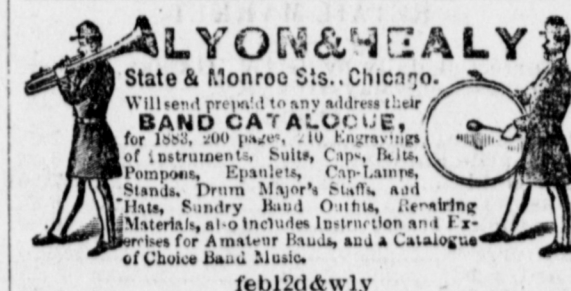 LYON & HEALY
State & Monroe Sts., Chicago.
Will send prepaid to any address their
BAND CATALOGUE,
for 1883, 200 pages, 210 Engravings
of Instruments, Suits, Caps, Belts,
Pompons, Epaulets, Cap-Lamps,
Stands, Drum Major's Staffs, and
Hats, Sundry Band Outfits, Repairing
Materials, also includes Instruction and Ex-
ercises for Amateur Bands, and a Catalogue
of Choice Band Music.
feb12d&w1y